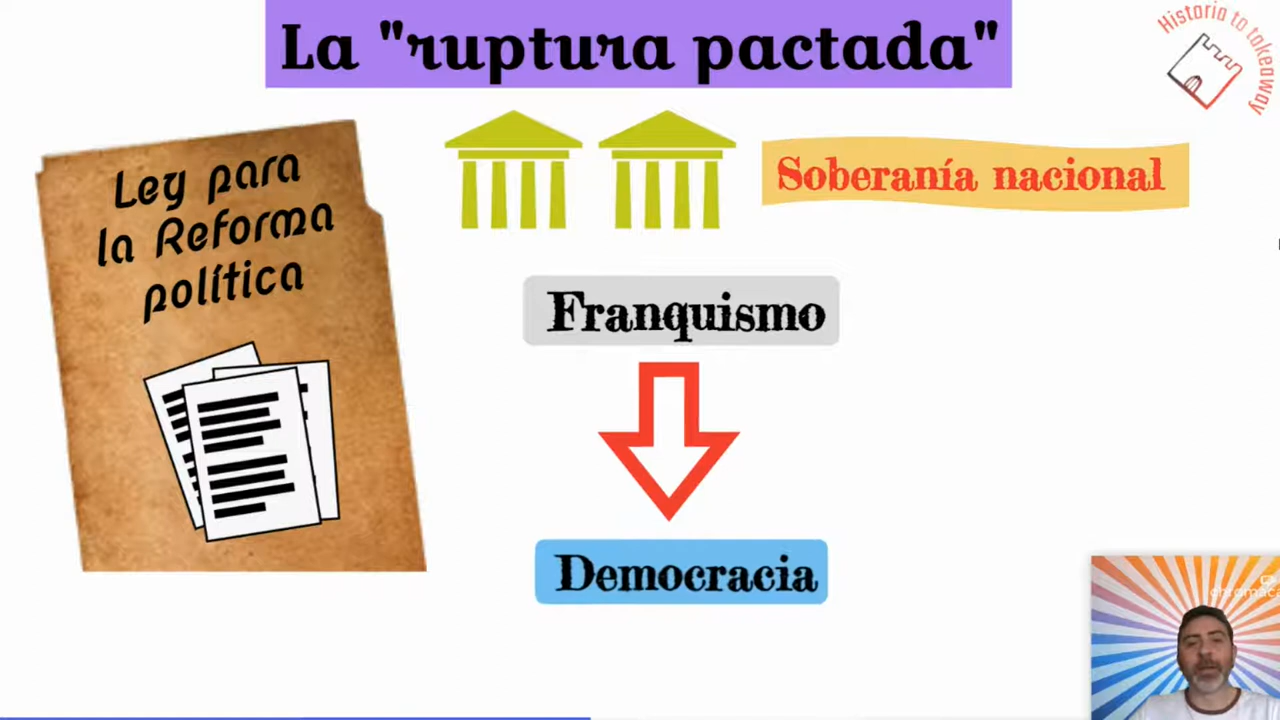 La "ruptura pactada"
Historia to takeaway
Ley para
la Reforma
política
Soberanía nacional
Franquismo
Democracia